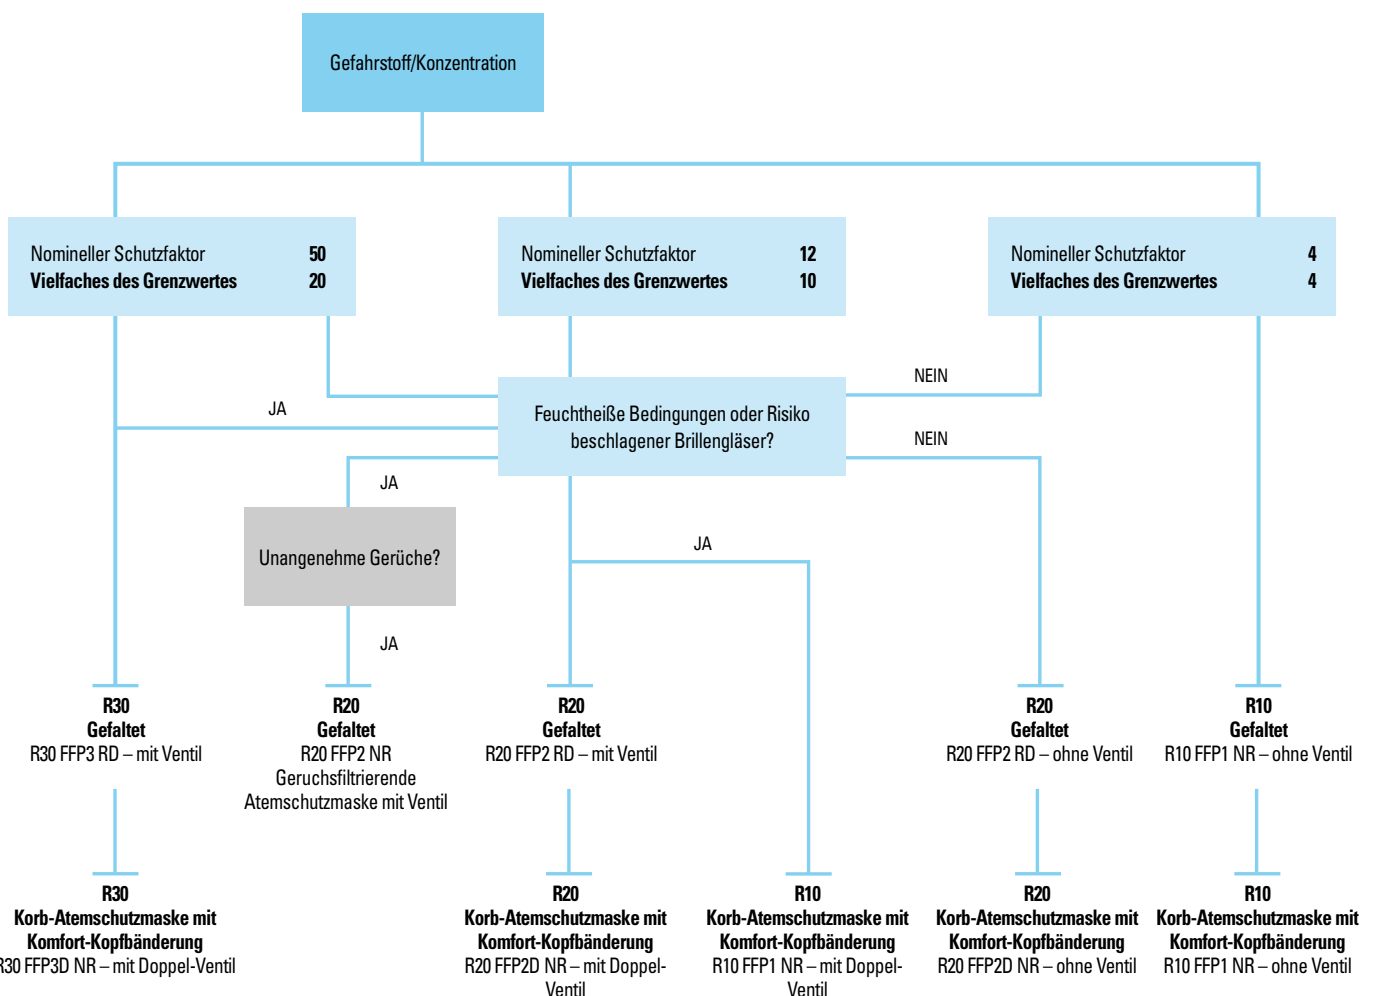 Gefahrstoff/Konzentration
Nomineller Schutzfaktor 50
Vielfaches des Grenzwertes 20
Nomineller Schutzfaktor 12
Vielfaches des Grenzwertes 10
Nomineller Schutzfaktor 4
Vielfaches des Grenzwertes 4
NEIN
JA
Feuchtheiße Bedingungen oder Risiko
beschlagener Brillengläser?
NEIN
JA
Unangenehme Gerüche?
JA
JA
R30
Gefaltet
R30 FFP3 RD – mit Ventil
R20
Gefaltet
R20 FFP2 NR
Geruchsfiltrierende
Atemschutzmaske mit Ventil
R20
Gefaltet
R20 FFP2 RD – mit Ventil
R20
Gefaltet
R20 FFP2 RD – ohne Ventil
R10
Gefaltet
R10 FFP1 NR – ohne Ventil
R30
Korb-Atemschutzmaske mit
Komfort-Kopfbänderung
R30 FFP3D NR – mit Doppel-Ventil
R20
Korb-Atemschutzmaske mit
Komfort-Kopfbänderung
R20 FFP2D NR – mit Doppel-
Ventil
R10
Korb-Atemschutzmaske mit
Komfort-Kopfbänderung
R10 FFP1 NR – mit Doppel-
Ventil
R20
Korb-Atemschutzmaske mit
Komfort-Kopfbänderung
R20 FFP2D NR – ohne Ventil
R10
Korb-Atemschutzmaske mit
Komfort-Kopfbänderung
R10 FFP1 NR – ohne Ventil